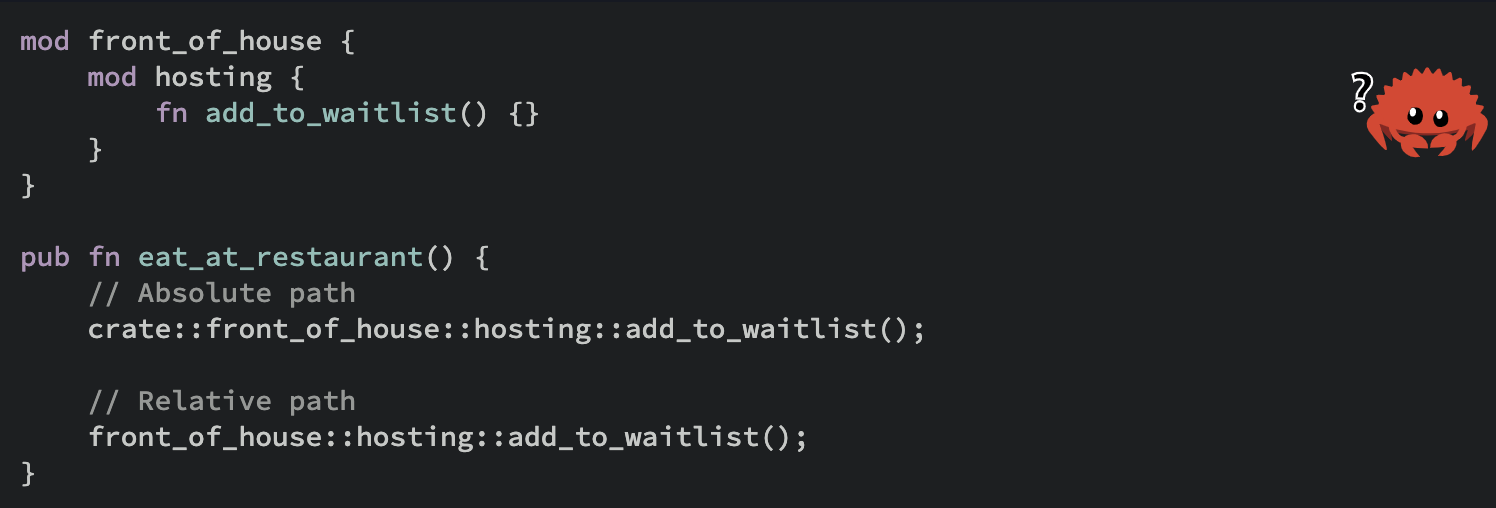 mod front_of_house {
    mod hosting {
        fn add_to_waitlist() {}
    }
}

pub fn eat_at_restaurant() {
    // Absolute path
    crate::front_of_house::hosting::add_to_waitlist();

    // Relative path
    front_of_house::hosting::add_to_waitlist();
}
?